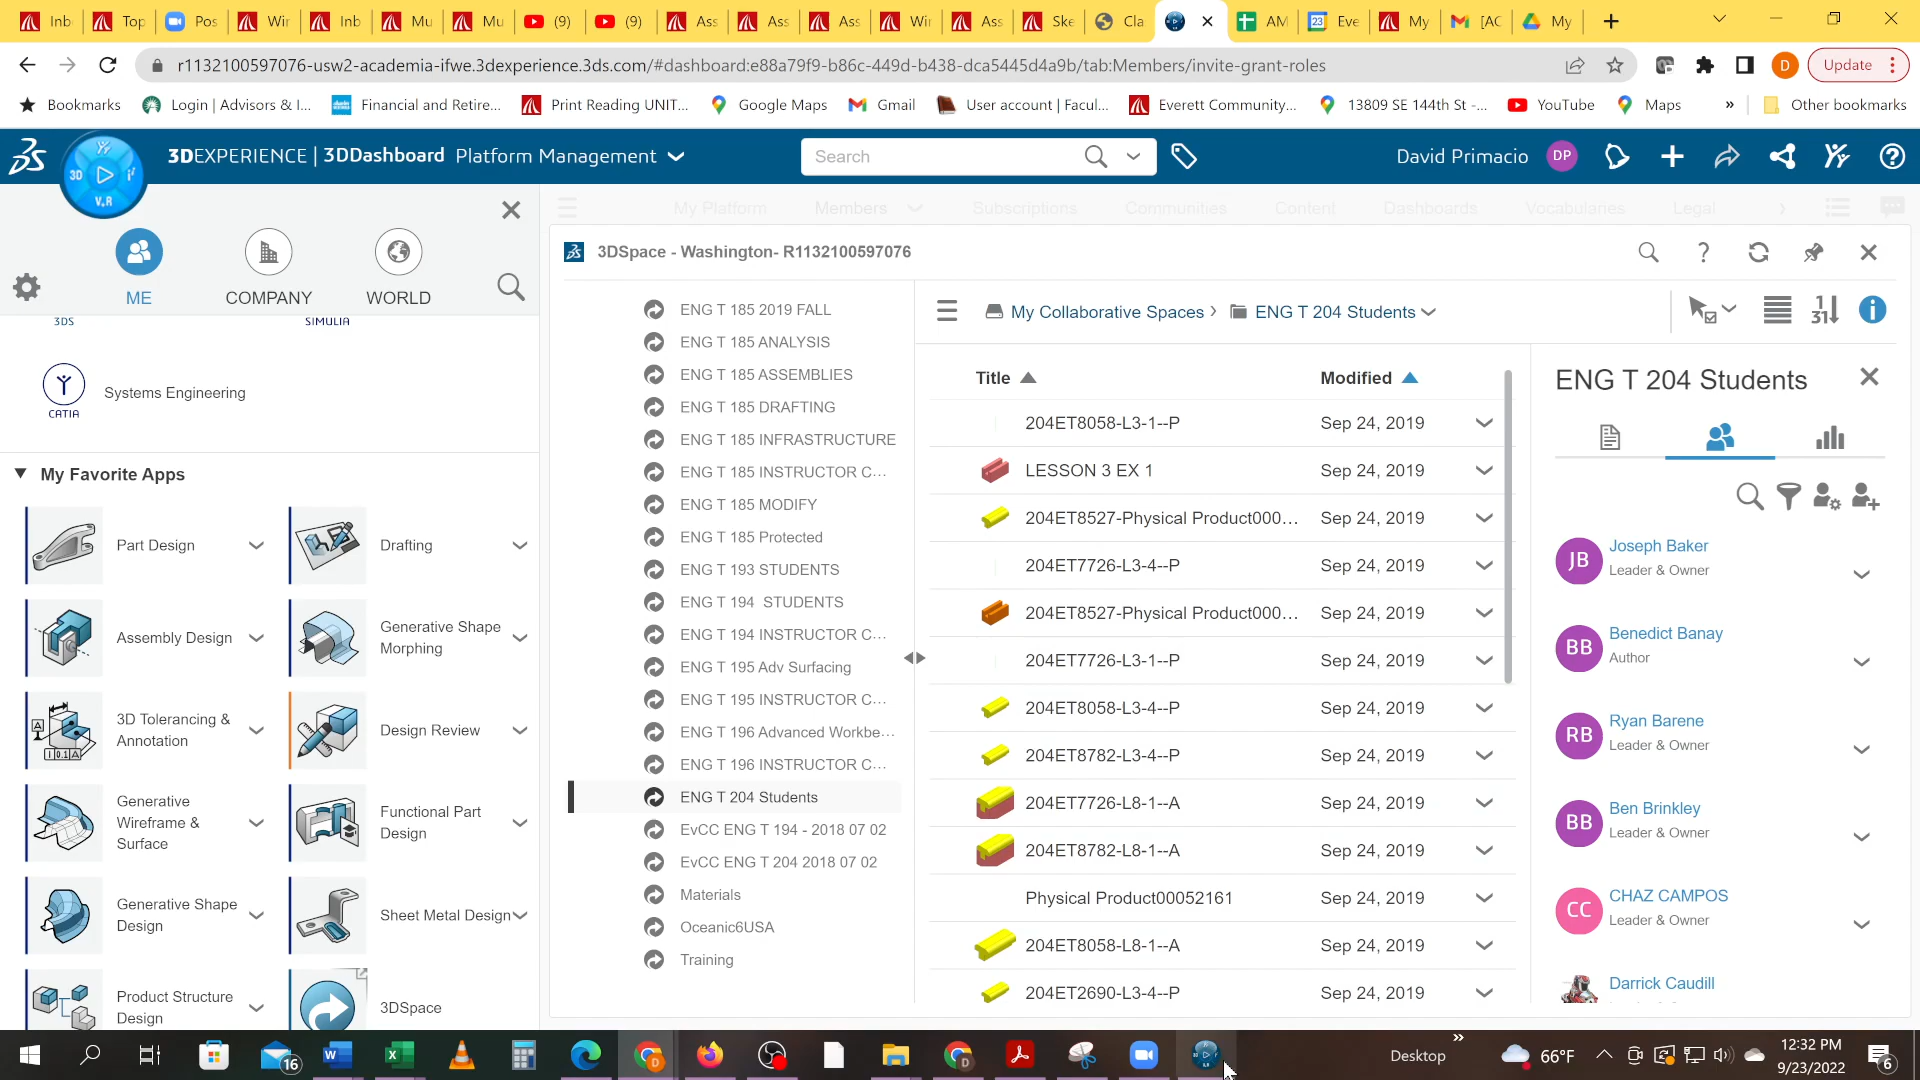 Inb
Top
Pos
Wir
Inb
Mu
Mu
(9)
(9)
Ass
Ass
Ass
Wir
Ass
Ske
Cla
AM
Eve
My
[AC
My
r1132100597076-usw2-academia-ifwe.3dexperience.3ds.com/#dashboard:e88a79f9-b86c-449d-b438-dca5445d4a9b/tab:Members/invite-grant-roles
D
Update
Bookmarks
Login | Advisors & I...
Financial and Retire...
Print Reading UNIT...
Google Maps
Gmail
User account | Facul...
Everett Community...
13809 SE 144th St -...
YouTube
Maps
»
Other bookmarks
3DEXPERIENCE | 3DDashboard Platform Management
Search
David Primacio
DP
3D
V.R
ME
COMPANY
WORLD
3DS
SIMULIA
CATIA
Systems Engineering
My Favorite Apps
Part Design
Drafting
Assembly Design
Generative Shape
Morphing
3D Tolerancing &
Annotation
Design Review
Generative
Wireframe &
Surface
Functional Part
Design
Generative Shape
Design
Sheet Metal Design
Product Structure
Design
3DSpace
My Platform
Members
Subscriptions
Communities
Content
Dashboards
Vocabularies
Legal
3DSpace - Washington- R1132100597076
ENG T 185 2019 FALL
ENG T 185 ANALYSIS
ENG T 185 ASSEMBLIES
ENG T 185 DRAFTING
ENG T 185 INFRASTRUCTURE
ENG T 185 INSTRUCTOR C...
ENG T 185 MODIFY
ENG T 185 Protected
ENG T 193 STUDENTS
ENG T 194  STUDENTS
ENG T 194 INSTRUCTOR C...
ENG T 195 Adv Surfacing
ENG T 195 INSTRUCTOR C...
ENG T 196 Advanced Workbe...
ENG T 196 INSTRUCTOR C...
ENG T 204 Students
EvCC ENG T 194 - 2018 07 02
EvCC ENG T 204 2018 07 02
Materials
Oceanic6USA
Training
My Collaborative Spaces
ENG T 204 Students
Title
Modified
204ET8058-L3-1--P Sep 24, 2019
LESSON 3 EX 1 Sep 24, 2019
204ET8527-Physical Product000... Sep 24, 2019
204ET7726-L3-4--P Sep 24, 2019
204ET8527-Physical Product000... Sep 24, 2019
204ET7726-L3-1--P Sep 24, 2019
204ET8058-L3-4--P Sep 24, 2019
204ET8782-L3-4--P Sep 24, 2019
204ET7726-L8-1--A Sep 24, 2019
204ET8782-L8-1--A Sep 24, 2019
Physical Product00052161 Sep 24, 2019
204ET8058-L8-1--A Sep 24, 2019
204ET2690-L3-4--P Sep 24, 2019
ENG T 204 Students
JB
Joseph Baker
Leader & Owner
BB
Benedict Banay
Author
RB
Ryan Barene
Leader & Owner
BB
Ben Brinkley
Leader & Owner
CC
CHAZ CAMPOS
Leader & Owner
Darrick Caudill
16
Desktop
»
66°F
12:32 PM
9/23/2022
6